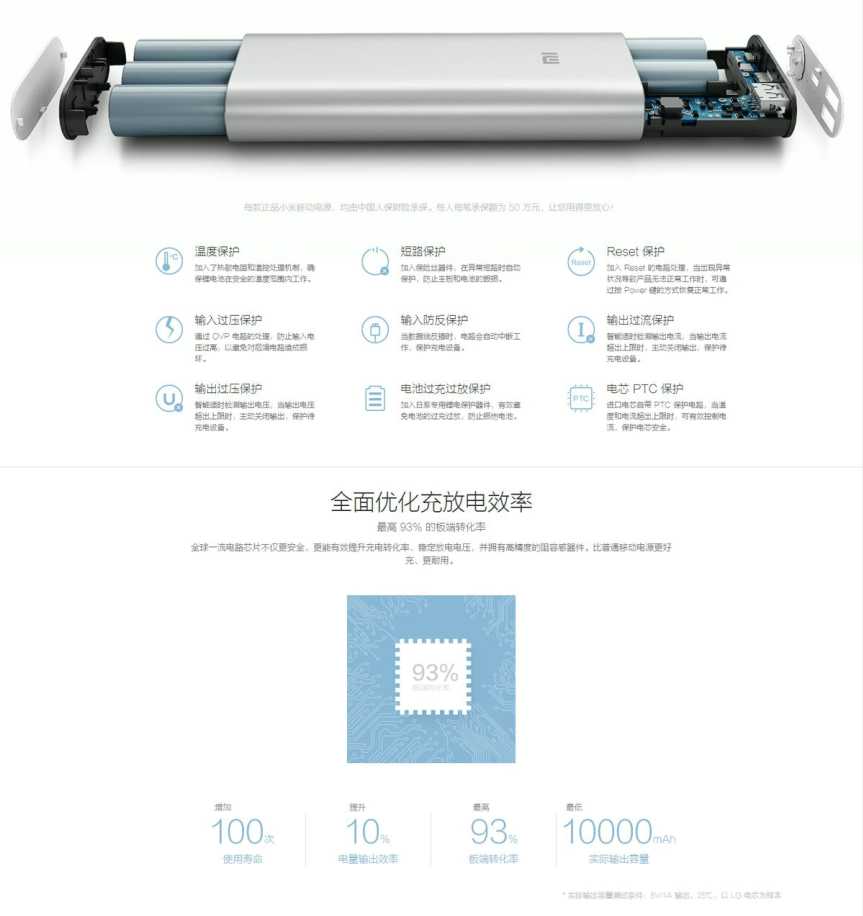 每款正品小米移动电源，均由中国人保财险承保。每人每笔承保额为 50 万元，让您用得更放心！
°C
温度保护
加入了热敏电阻和温控处理机制，确
保锂电池在安全的温度范围内工作。
短路保护
加入保险丝器件，在异常短路时自动
保护，防止主板和电池的毁损。
Reset
Reset 保护
加入 Reset 的电路处理，当出现异常
状况导致产品无法正常工作时，可通
过按 Power 键的方式恢复正常工作。
输入过压保护
通过 OVP 电路的处理，防止输入电
压过高，以避免对后端电路造成损
坏。
输入防反保护
当数据线反接时，电路会自动中断工
作，保护充电设备。
I
输出过流保护
智能适时检测输出电流，当输出电流
超出上限时，主动关闭输出，保护待
充电设备。
U
输出过压保护
智能适时检测输出电压，当输出电压
超出上限时，主动关闭输出，保护待
充电设备。
电池过充过放保护
加入日系专用锂电保护器件，有效避
免电池的过充过放，防止损伤电池。
PTC
电芯 PTC 保护
进口电芯自带 PTC 保护电路，当温
度和电流超出上限时，可有效控制电
流，保护电芯安全。
全面优化充放电效率
最高 93% 的板端转化率
全球一流电路芯片不仅更安全、更能有效提升充电转化率、稳定放电电压，并拥有高精度的阻容感器件。比普通移动电源更好
充、更耐用。
93%
板端转化率
增加
100次
使用寿命
提升
10%
电量输出效率
最高
93%
板端转化率
最低
10000mAh
实际输出容量
* 实际输出容量测试条件：5V/1A 输出，25℃，以 LG 电芯为样本